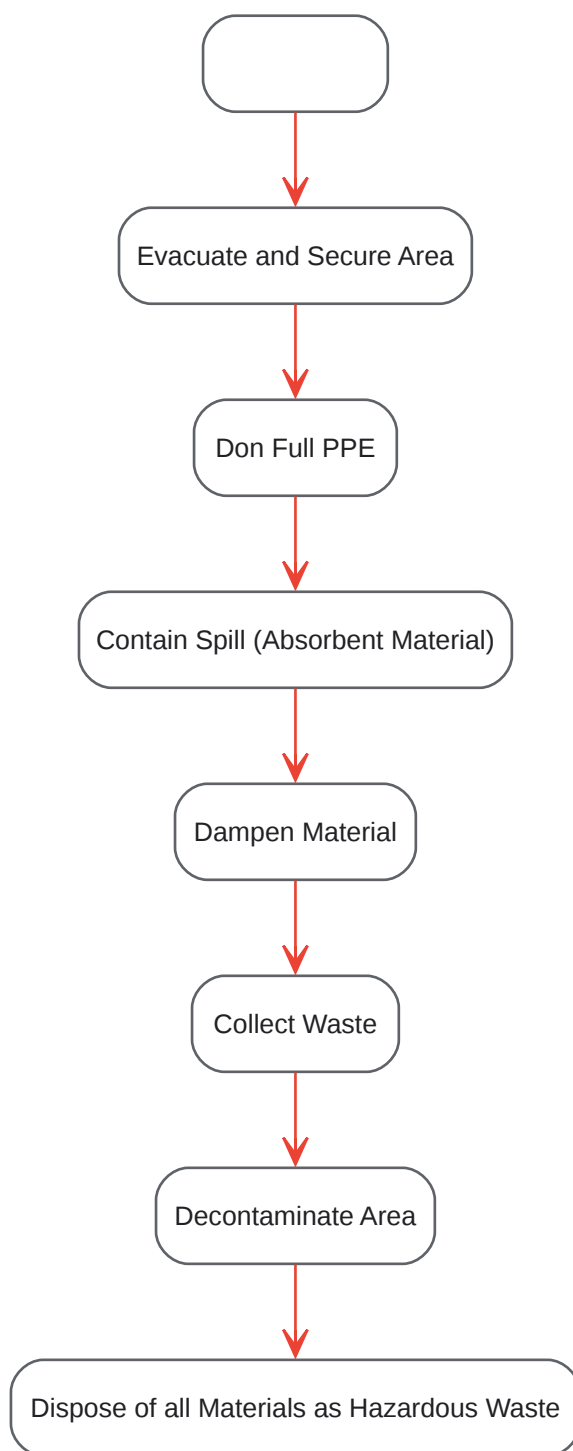 Evacuate and Secure Area
Don Full PPE
Contain Spill (Absorbent Material)
Dampen Material
Collect Waste
Decontaminate Area
Dispose of all Materials as Hazardous Waste